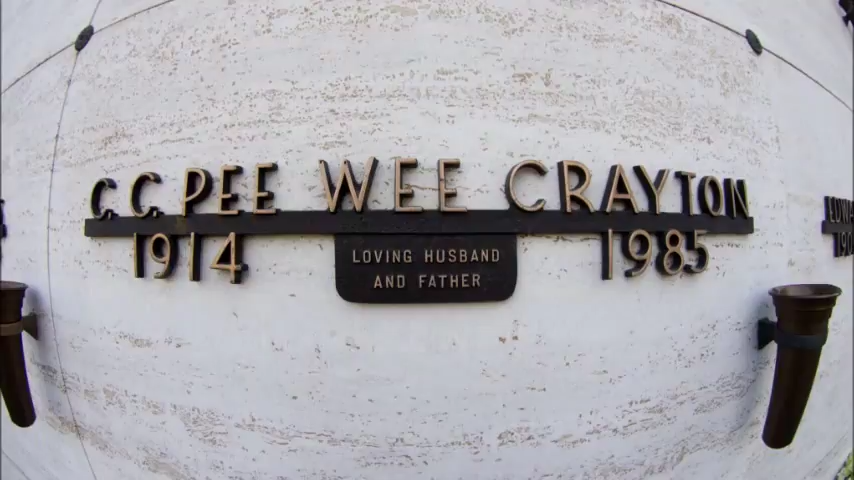 C. C. PEE WEE CRAYTON
1914 1985
LOVING HUSBAND
AND FATHER